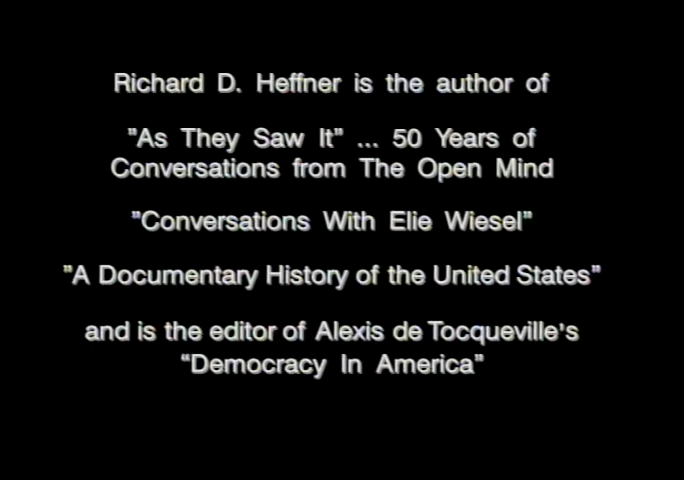 Richard D. Heffner is the author of
"As They Saw It" ... 50 Years of
Conversations from The Open Mind
"Conversations With Elie Wiesel"
"A Documentary History of the United States"
and is the editor of Alexis de Tocqueville's
“Democracy In America”